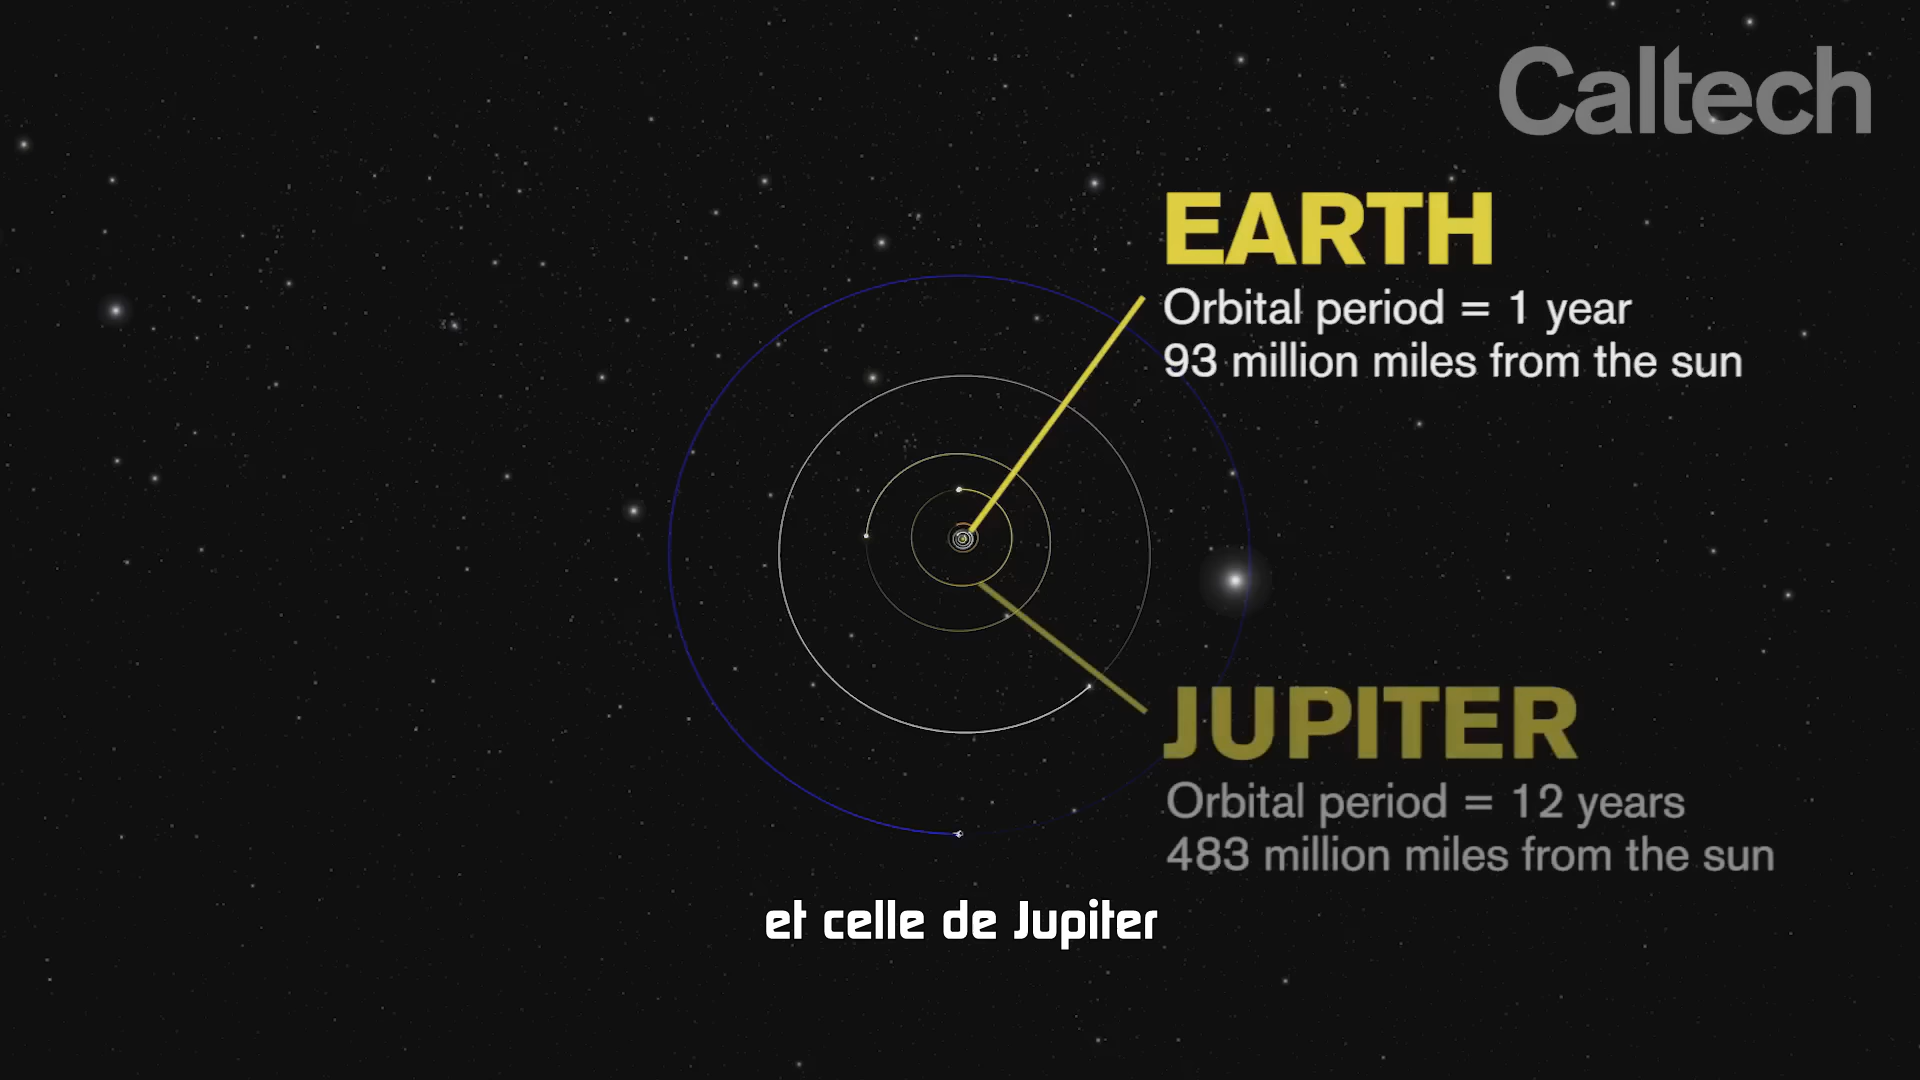 Caltech
EARTH
Orbital period = 1 year
93 million miles from the sun
JUPITER
Orbital period = 12 years
483 million miles from the sun
et celle de Jupiter